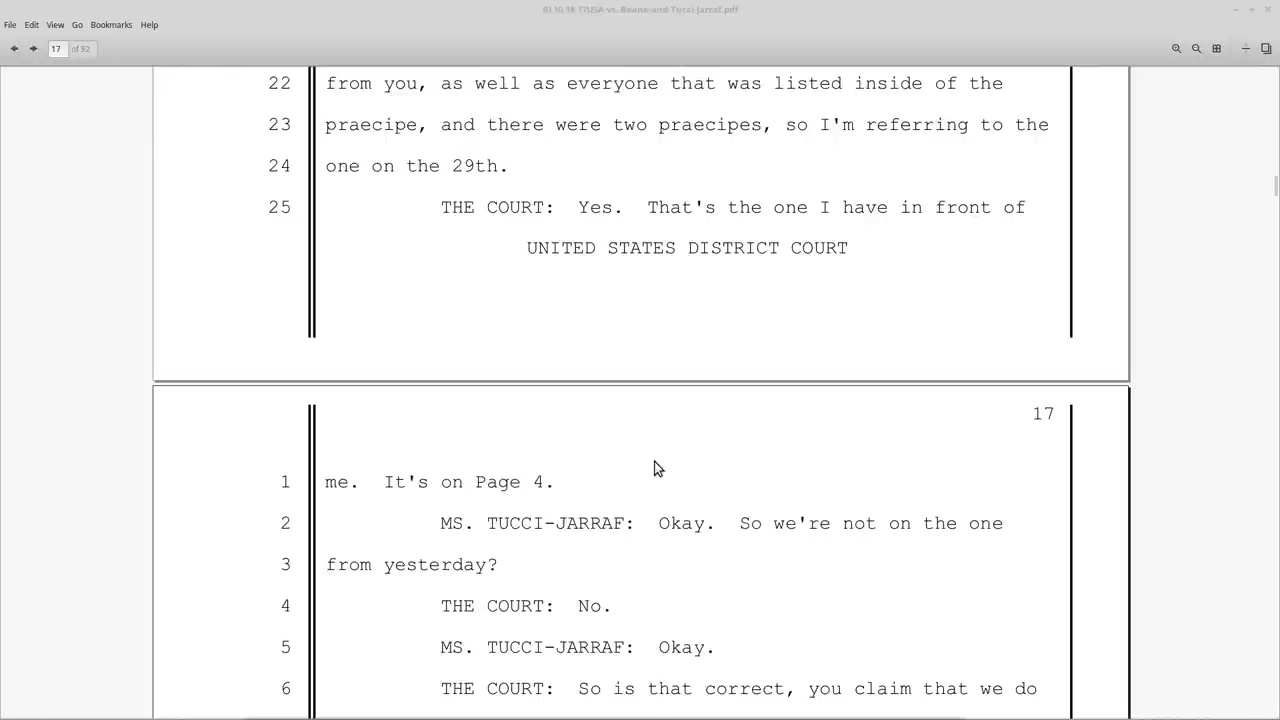 File Edit View Go Bookmarks Help
17 of 92
22 from you, as well as everyone that was listed inside of the
23 praecipe, and there were two praecipes, so I'm referring to the
24 one on the 29th.
25 THE COURT: Yes. That's the one I have in front of
UNITED STATES DISTRICT COURT
17
1 me. It's on Page 4.
2 MS. TUCCI-JARRAF: Okay. So we're not on the one
3 from yesterday?
4 THE COURT: No.
5 MS. TUCCI-JARRAF: Okay.
6 THE COURT: So is that correct, you claim that we do